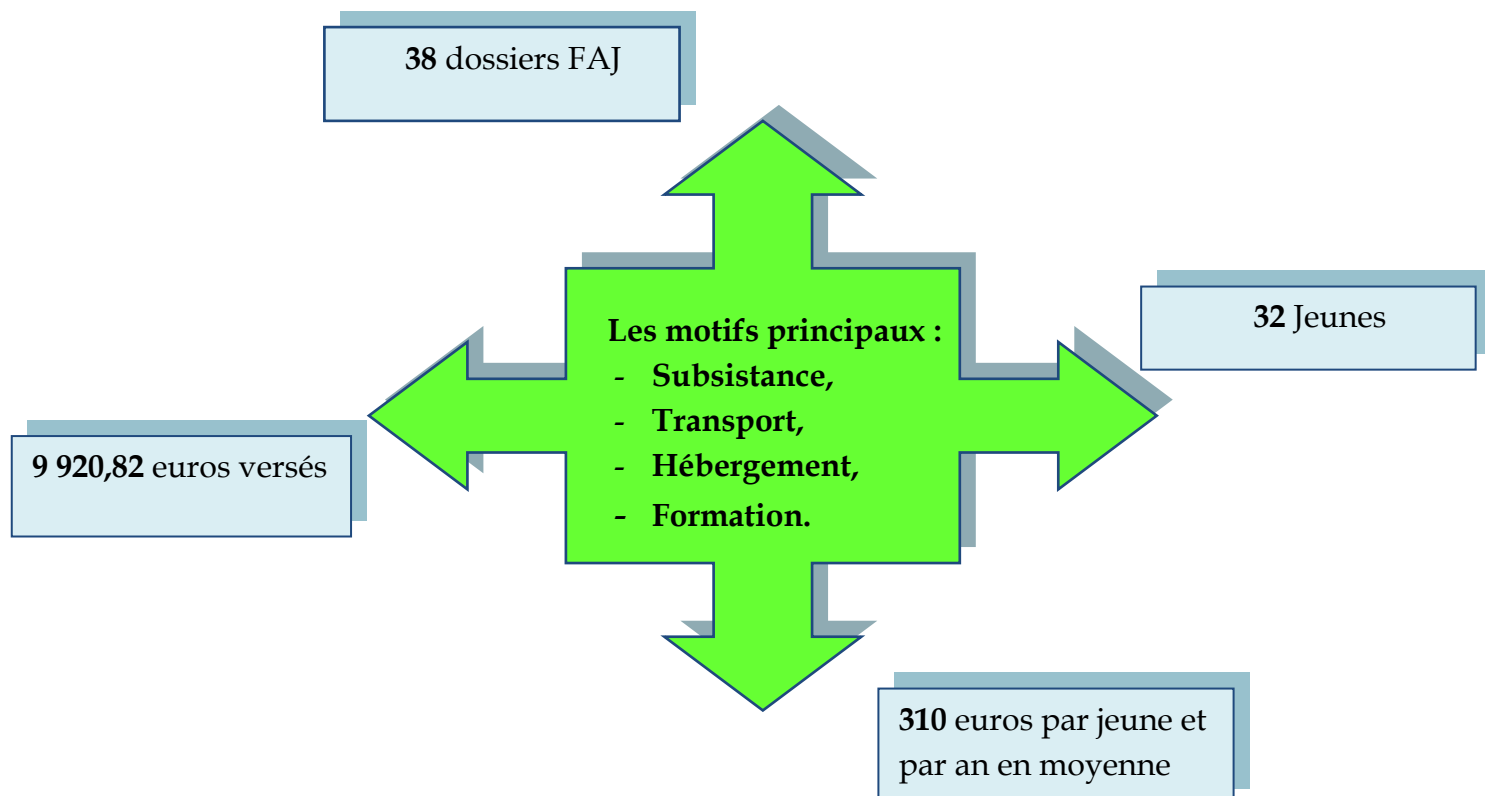 38 dossiers FAJ
32 Jeunes
Les motifs principaux :
- Subsistance,
- Transport,
- Hébergement,
- Formation.
9 920,82 euros versés
310 euros par jeune et
par an en moyenne